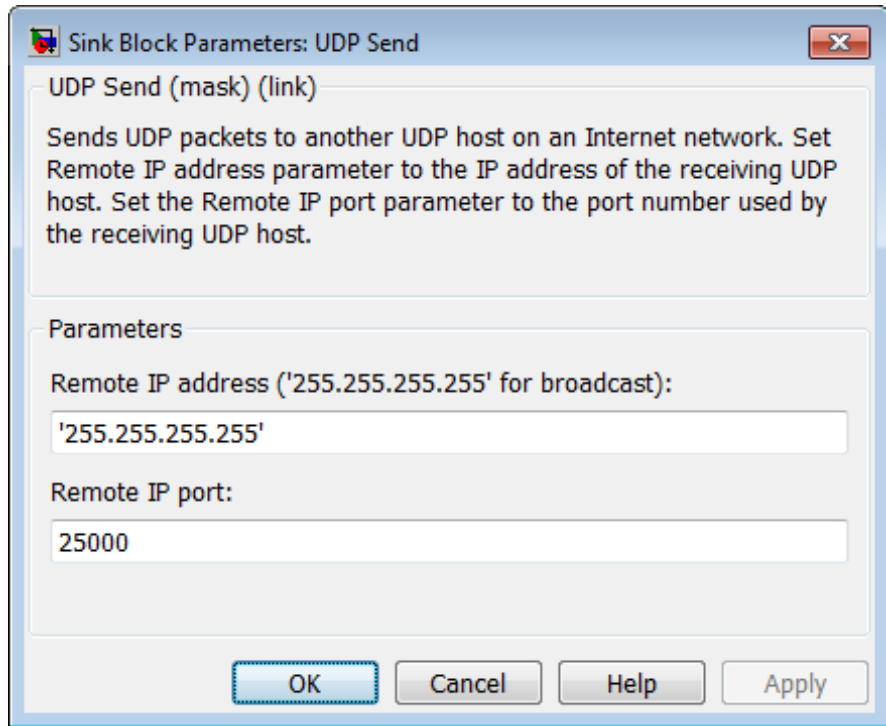 Sink Block Parameters: UDP Send
UDP Send (mask) (link)
Sends UDP packets to another UDP host on an Internet network. Set
Remote IP address parameter to the IP address of the receiving UDP
host. Set the Remote IP port parameter to the port number used by
the receiving UDP host.
Parameters
Remote IP address ('255.255.255.255' for broadcast):
'255.255.255.255'
Remote IP port:
25000
OK Cancel Help Apply